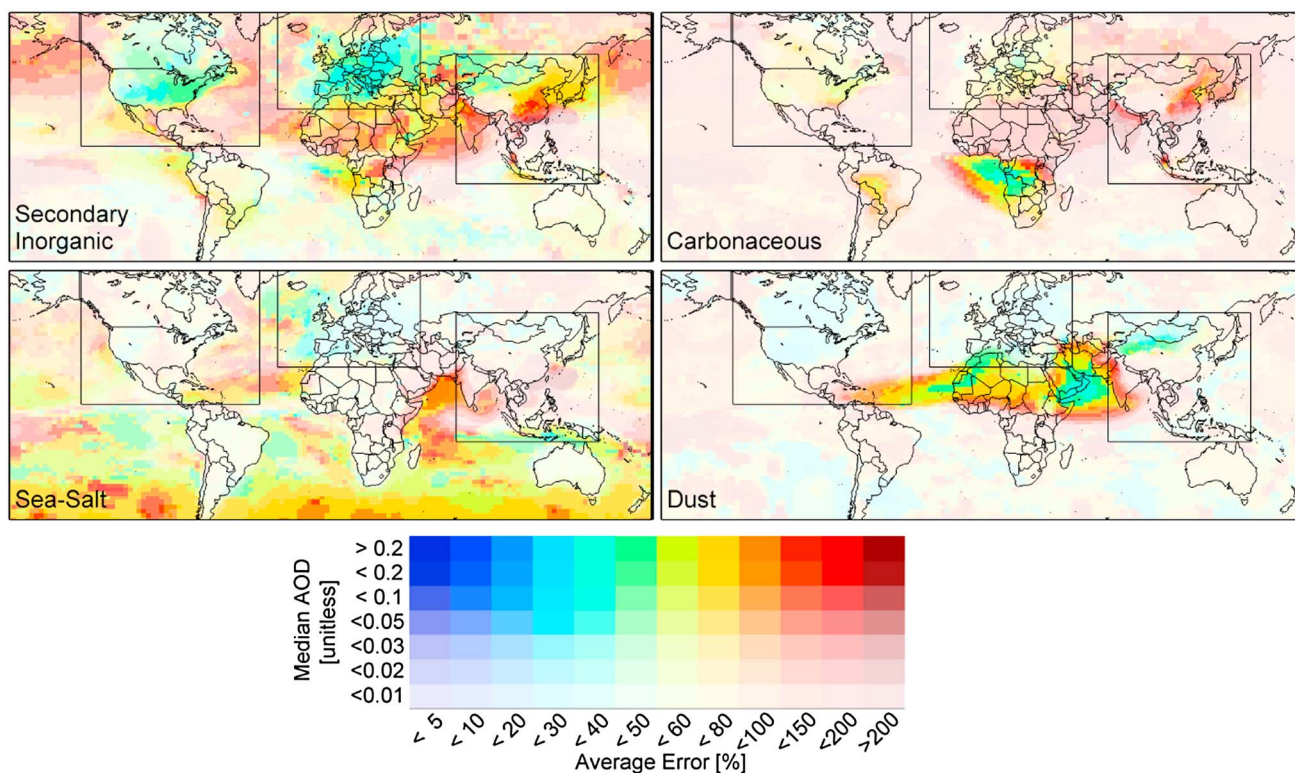 Secondary
Inorganic
Carbonaceous
Sea-Salt
Dust
Median AOD
[unitless]
> 0.2
< 0.2
< 0.1
<0.05
<0.03
<0.02
<0.01
< 5
< 10
< 20
< 30
< 40
< 50
< 60
< 80
<100
<150
<200
>200
Average Error [%]